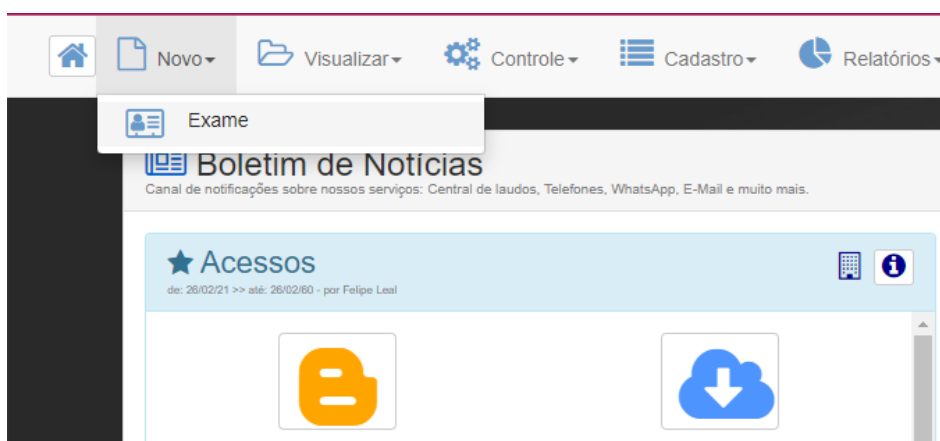 Novo Visualizar Controle Cadastro Relatórios
Exame
Boletim de Notícias
Canal de notificações sobre nossos serviços: Central de laudos, Telefones, WhatsApp, E-Mail e muito mais.
Acessos
de: 26/02/21 >> até: 26/02/60 - por Felipe Leal